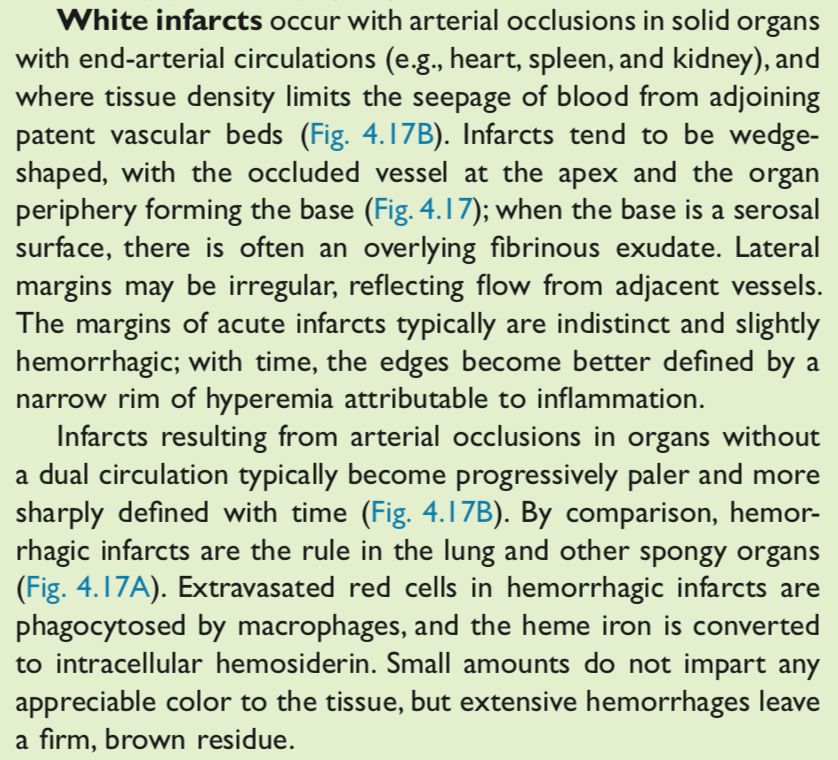 White infarcts occur with arterial occlusions in solid organs
with end-arterial circulations (e.g., heart, spleen, and kidney), and
where tissue density limits the seepage of blood from adjoining
patent vascular beds (Fig. 4.17B). Infarcts tend to be wedge-
shaped, with the occluded vessel at the apex and the organ
periphery forming the base (Fig. 4.17); when the base is a serosal
surface, there is often an overlying fibrinous exudate. Lateral
margins may be irregular, reflecting flow from adjacent vessels.
The margins of acute infarcts typically are indistinct and slightly
hemorrhagic; with time, the edges become better defined by a
narrow rim of hyperemia attributable to inflammation.
Infarcts resulting from arterial occlusions in organs without
a dual circulation typically become progressively paler and more
sharply defined with time (Fig. 4.17B). By comparison, hemor-
rhagic infarcts are the rule in the lung and other spongy organs
(Fig. 4.17A). Extravasated red cells in hemorrhagic infarcts are
phagocytosed by macrophages, and the heme iron is converted
to intracellular hemosiderin. Small amounts do not impart any
appreciable color to the tissue, but extensive hemorrhages leave
a firm, brown residue.